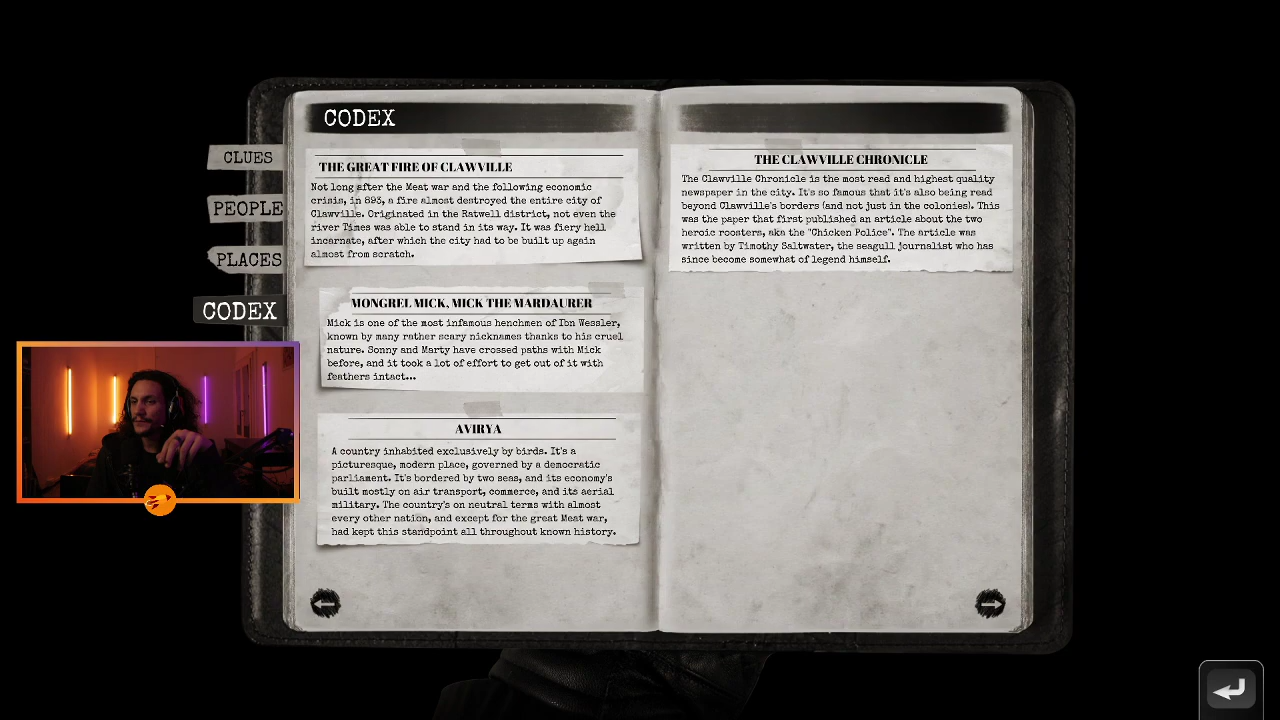 CODEX
CLUES
PEOPLE
PLACES
CODEX
THE GREAT FIRE OF CLAWVILLE
Not long after the Meat war and the following economic
crisis, in 893, a fire almost destroyed the entire city of
Clawville. Originated in the Ratwell district, not even the
river Times was able to stand in its way. It was fiery hell
incarnate, after which the city had to be built up again
almost from scratch.
MONGREL MICK, MICK THE MARDAURER
Mick is one of the most infamous henchmen of Ibn Wessler,
known by many rather scary nicknames thanks to his cruel
nature. Sonny and Marty have crossed paths with Mick
before, and it took a lot of effort to get out of it with
feathers intact...
AVIRYA
A country inhabited exclusively by birds. It's a
picturesque, modern place, governed by a democratic
parliament. It's bordered by two seas, and its economy's
built mostly on air transport, commerce, and its aerial
military. The country's on neutral terms with almost
every other nation, and except for the great Meat war,
had kept this standpoint all throughout known history.
THE CLAWVILLE CHRONICLE
The Clawville Chronicle is the most read and highest quality
newspaper in the city. It's so famous that it's also being read
beyond Clawville's borders (and not just in the colonies). This
was the paper that first published an article about the two
heroic roosters, aka the "Chicken Police". The article was
written by Timothy Saltwater, the seagull journalist who has
since become somewhat of legend himself.